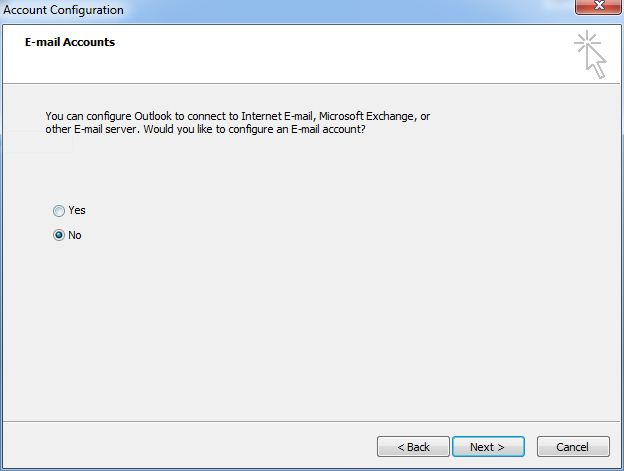 Account Configuration
E-mail Accounts
You can configure Outlook to connect to Internet E-mail, Microsoft Exchange, or
other E-mail server. Would you like to configure an E-mail account?
Yes
No
< Back
Next >
Cancel